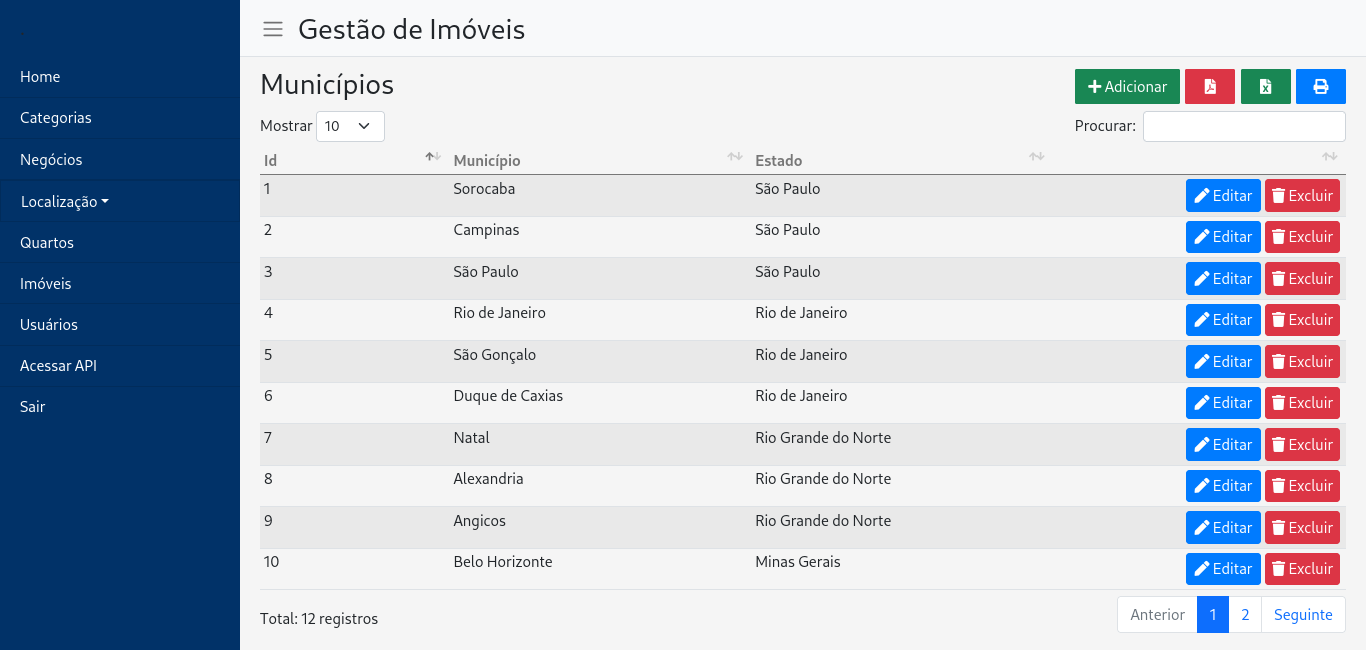 Gestão de Imóveis
Home
Categorias
Negócios
Localização
Quartos
Imóveis
Usuários
Acessar API
Sair
Municípios
Adicionar
Mostrar 10
Procurar:
Id Município Estado
1 Sorocaba São Paulo Editar Excluir
2 Campinas São Paulo Editar Excluir
3 São Paulo São Paulo Editar Excluir
4 Rio de Janeiro Rio de Janeiro Editar Excluir
5 São Gonçalo Rio de Janeiro Editar Excluir
6 Duque de Caxias Rio de Janeiro Editar Excluir
7 Natal Rio Grande do Norte Editar Excluir
8 Alexandria Rio Grande do Norte Editar Excluir
9 Angicos Rio Grande do Norte Editar Excluir
10 Belo Horizonte Minas Gerais Editar Excluir
Total: 12 registros
Anterior 1 2 Seguinte